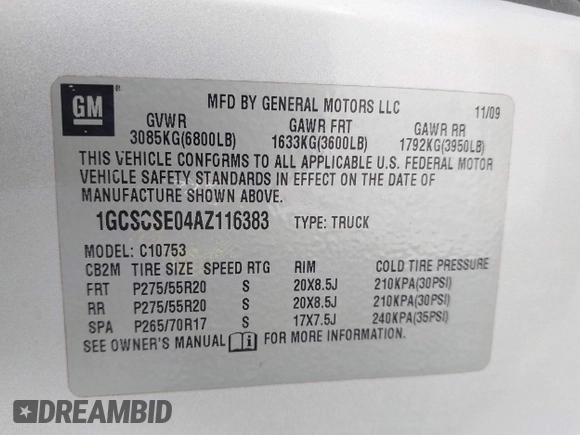 GM
MFD BY GENERAL MOTORS LLC 11/09
GVWR GAWR FRT GAWR RR
3085KG(6800LB) 1633KG(3600LB) 1792KG(3950LB)
THIS VEHICLE CONFORMS TO ALL APPLICABLE U.S. FEDERAL MOTOR
VEHICLE SAFETY STANDARDS IN EFFECT ON THE DATE OF
MANUFACTURE SHOWN ABOVE.
1GCSCSE04AZ116383 TYPE: TRUCK
MODEL: C10753
CB2M TIRE SIZE SPEED RTG RIM COLD TIRE PRESSURE
FRT P275/55R20 S 20X8.5J 210KPA(30PSI)
RR P275/55R20 S 20X8.5J 210KPA(30PSI)
SPA P265/70R17 S 17X7.5J 240KPA(35PSI)
SEE OWNER'S MANUAL FOR MORE INFORMATION.
DREAMBID